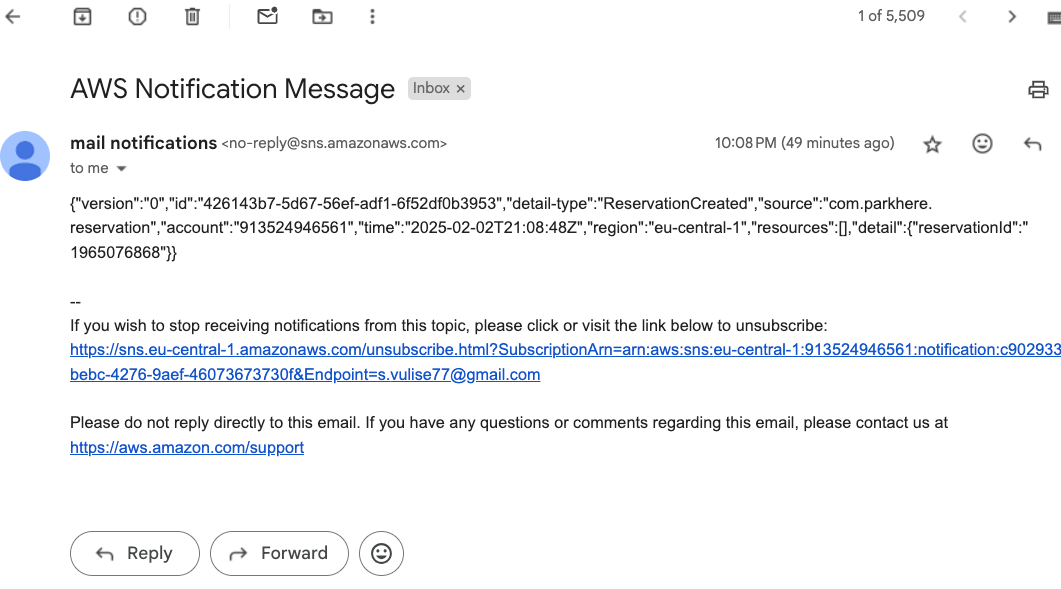 1 of 5,509
AWS Notification Message Inbox ×
mail notifications <no-reply@sns.amazonaws.com> 10:08 PM (49 minutes ago)
to me
{"version":"0","id":"426143b7-5d67-56ef-adf1-6f52df0b3953","detail-type":"ReservationCreated","source":"com.parkhere.
reservation","account":"913524946561","time":"2025-02-02T21:08:48Z","region":"eu-central-1","resources":[],"detail":{"reservationId":"
1965076868"}}
--
If you wish to stop receiving notifications from this topic, please click or visit the link below to unsubscribe:
https://sns.eu-central-1.amazonaws.com/unsubscribe.html?SubscriptionArn=arn:aws:sns:eu-central-1:913524946561:notification:c902933
bebc-4276-9aef-46073673730f&Endpoint=s.vulise77@gmail.com
Please do not reply directly to this email. If you have any questions or comments regarding this email, please contact us at
https://aws.amazon.com/support
Reply Forward